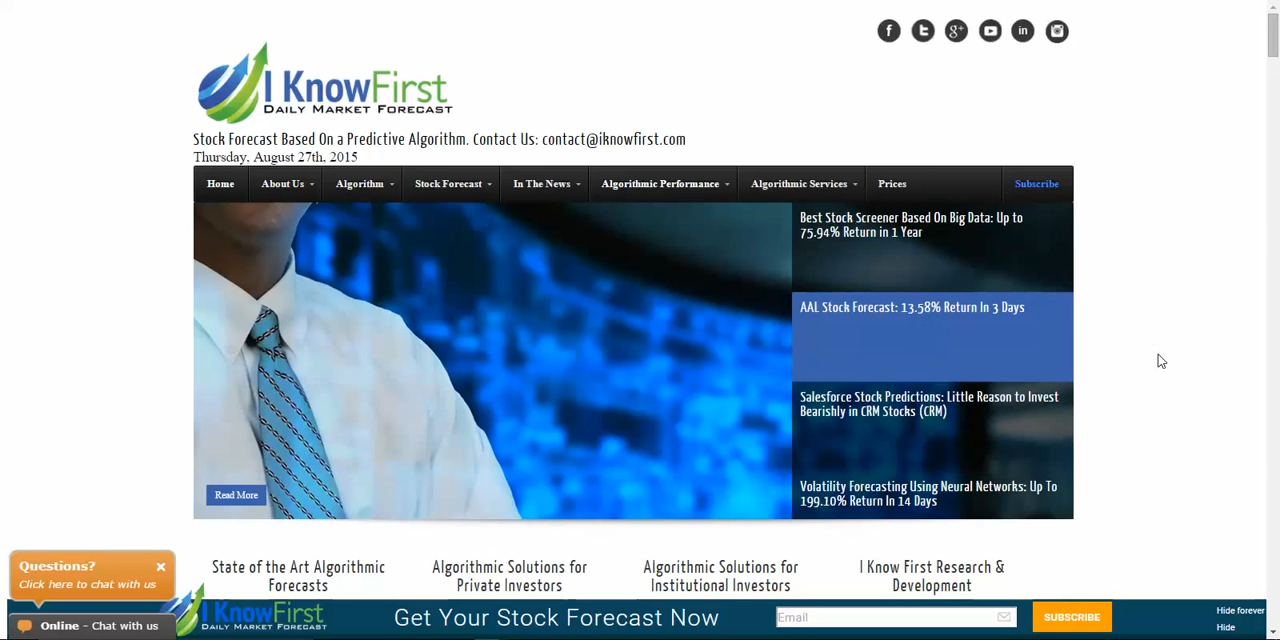 I KnowFirst
DAILY MARKET FORECAST
Stock Forecast Based On a Predictive Algorithm. Contact Us: contact@iknowfirst.com
Thursday, August 27th, 2015
Home About Us Algorithm Stock Forecast In The News Algorithmic Performance Algorithmic Services Prices Subscribe
Best Stock Screener Based On Big Data: Up to
75.94% Return in 1 Year
AAL Stock Forecast: 13.58% Return In 3 Days
Salesforce Stock Predictions: Little Reason to Invest
Bearishly in CRM Stocks (CRM)
Volatility Forecasting Using Neural Networks: Up To
199.10% Return In 14 Days
Read More
State of the Art Algorithmic
Forecasts
Algorithmic Solutions for
Private Investors
Algorithmic Solutions for
Institutional Investors
I Know First Research &
Development
Questions?
Click here to chat with us
Online - Chat with us
I KnowFirst
DAILY MARKET FORECAST
Get Your Stock Forecast Now
Email
SUBSCRIBE
Hide forever
Hide